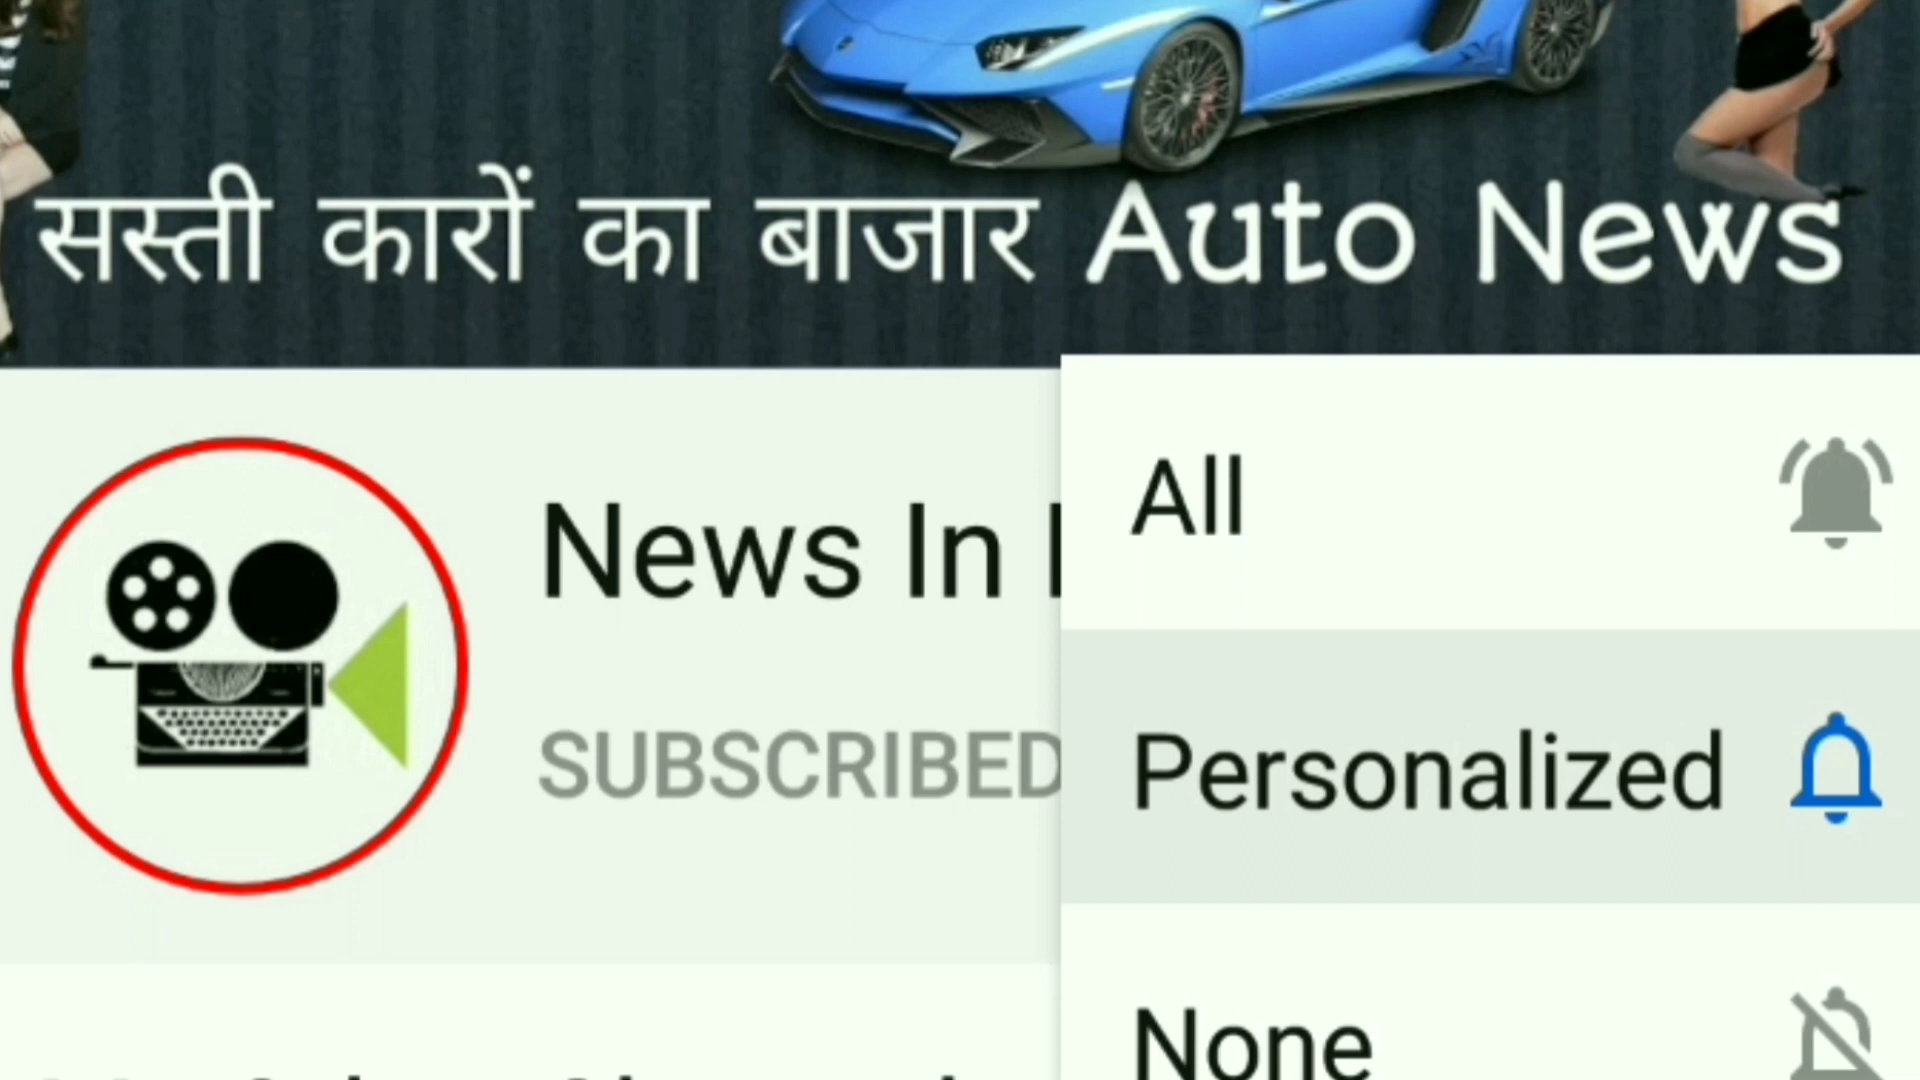 सस्ती कारों का बाजार Auto News
News In
SUBSCRIBED
All
Personalized
None